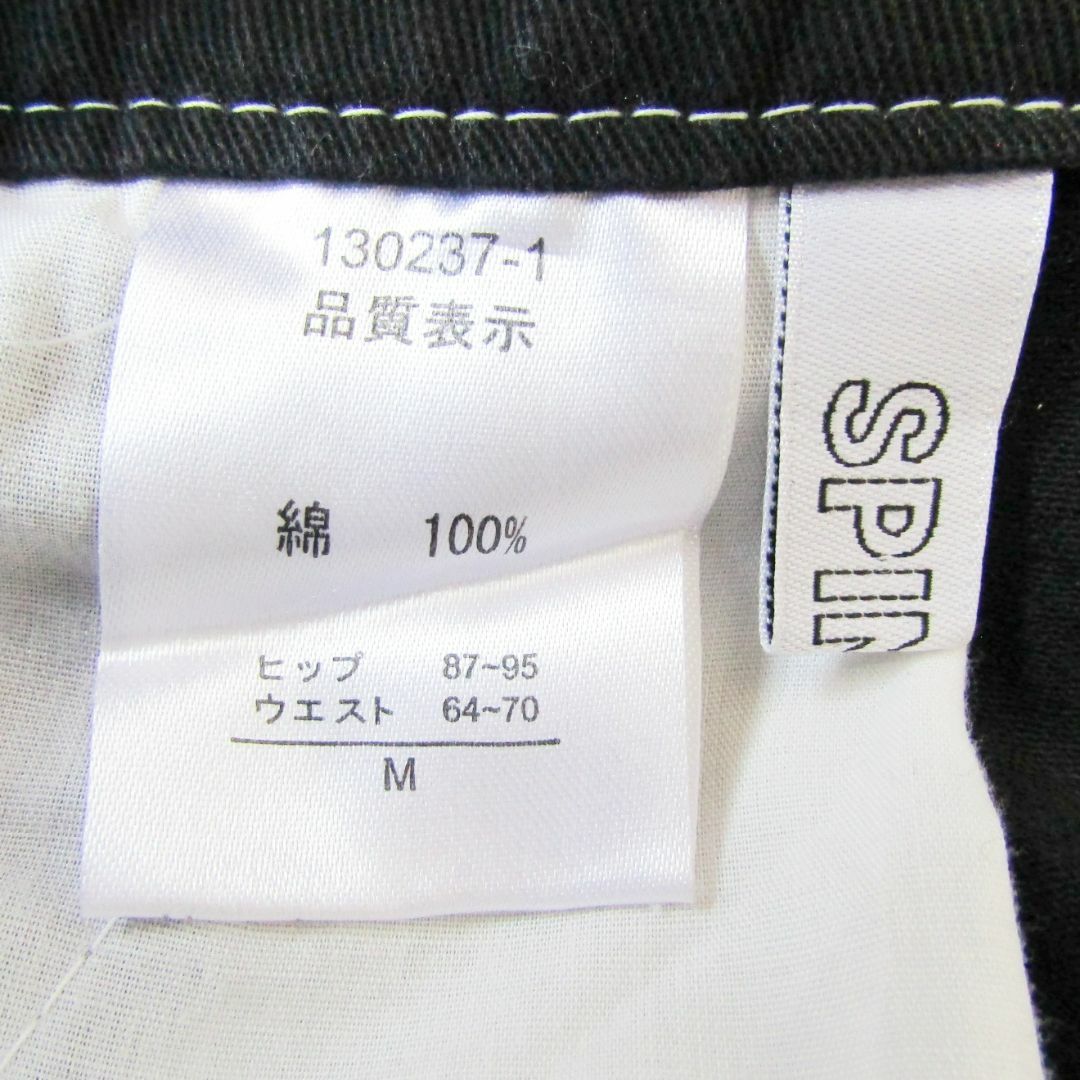 130237-1
品質表示
綿 100%
ヒップ 87~95
ウエスト 64~70
M
SPIN